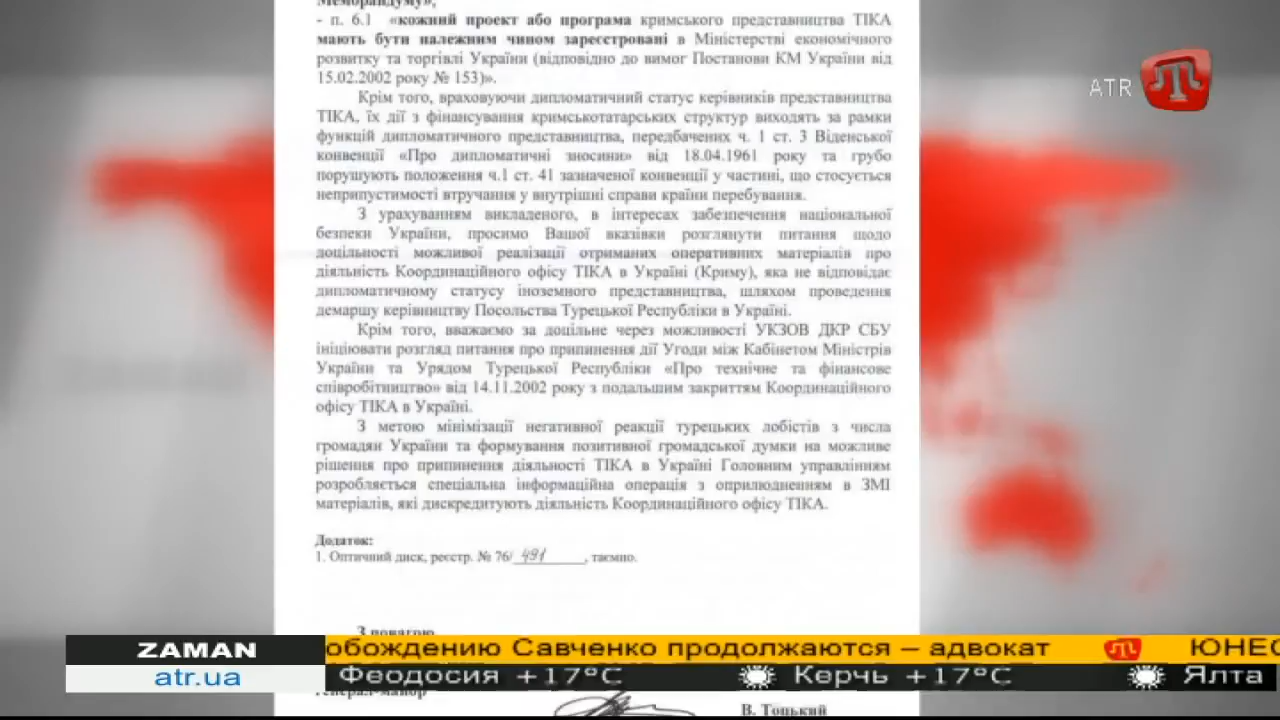 Меморандуму»,
- п. 6.1 «кожний проект або програма кримського представництва ТІКА
мають бути належним чином зареєстровані в Міністерстві економічного
розвитку та торгівлі України (відповідно до вимог Постанови КМ України від
15.02.2002 року № 153)».
Крім того, враховуючи дипломатичний статус керівників представництва
ТІКА, їх дії з фінансування кримськотатарських структур виходять за рамки
функцій дипломатичного представництва, передбачених ч. 1 ст. 3 Віденської
конвенції «Про дипломатичні зносини» від 18.04.1961 року та грубо
порушують положення ч.1 ст. 41 зазначеної конвенції у частині, що стосується
неприпустимості втручання у внутрішні справи країни перебування.
З урахуванням викладеного, в інтересах забезпечення національної
безпеки України, просимо Вашої вказівки розглянути питання щодо
доцільності можливої реалізації отриманих оперативних матеріалів про
діяльність Координаційного офісу ТІКА в Україні (Криму), яка не відповідає
дипломатичному статусу іноземного представництва, шляхом проведення
демаршу керівництву Посольства Турецької Республіки в Україні.
Крім того, вважаємо за доцільне через можливості УКЗОВ ДКР СБУ
ініціювати розгляд питання про припинення дії Угоди між Кабінетом Міністрів
України та Урядом Турецької Республіки «Про технічне та фінансове
співробітництво» від 14.11.2002 року з подальшим закриттям Координаційного
офісу ТІКА в Україні.
З метою мінімізації негативної реакції турецьких лобістів з числа
громадян України та формування позитивної громадської думки на можливе
рішення про припинення діяльності ТІКА в Україні Головним управлінням
розробляється спеціальна інформаційна операція з оприлюдненням в ЗМІ
матеріалів, які дискредитують діяльність Координаційного офісу ТІКА.
Додаток:
1. Оптичний диск, реєстр. № 76/ 491, таємно.
З повагою
Генерал-майор
В. Тоцький
ATR
ZAMAN
обождению Савченко продолжаются – адвокат ЮНЕС
atr.ua
Феодосия +17°C Керчь +17°C Ялта